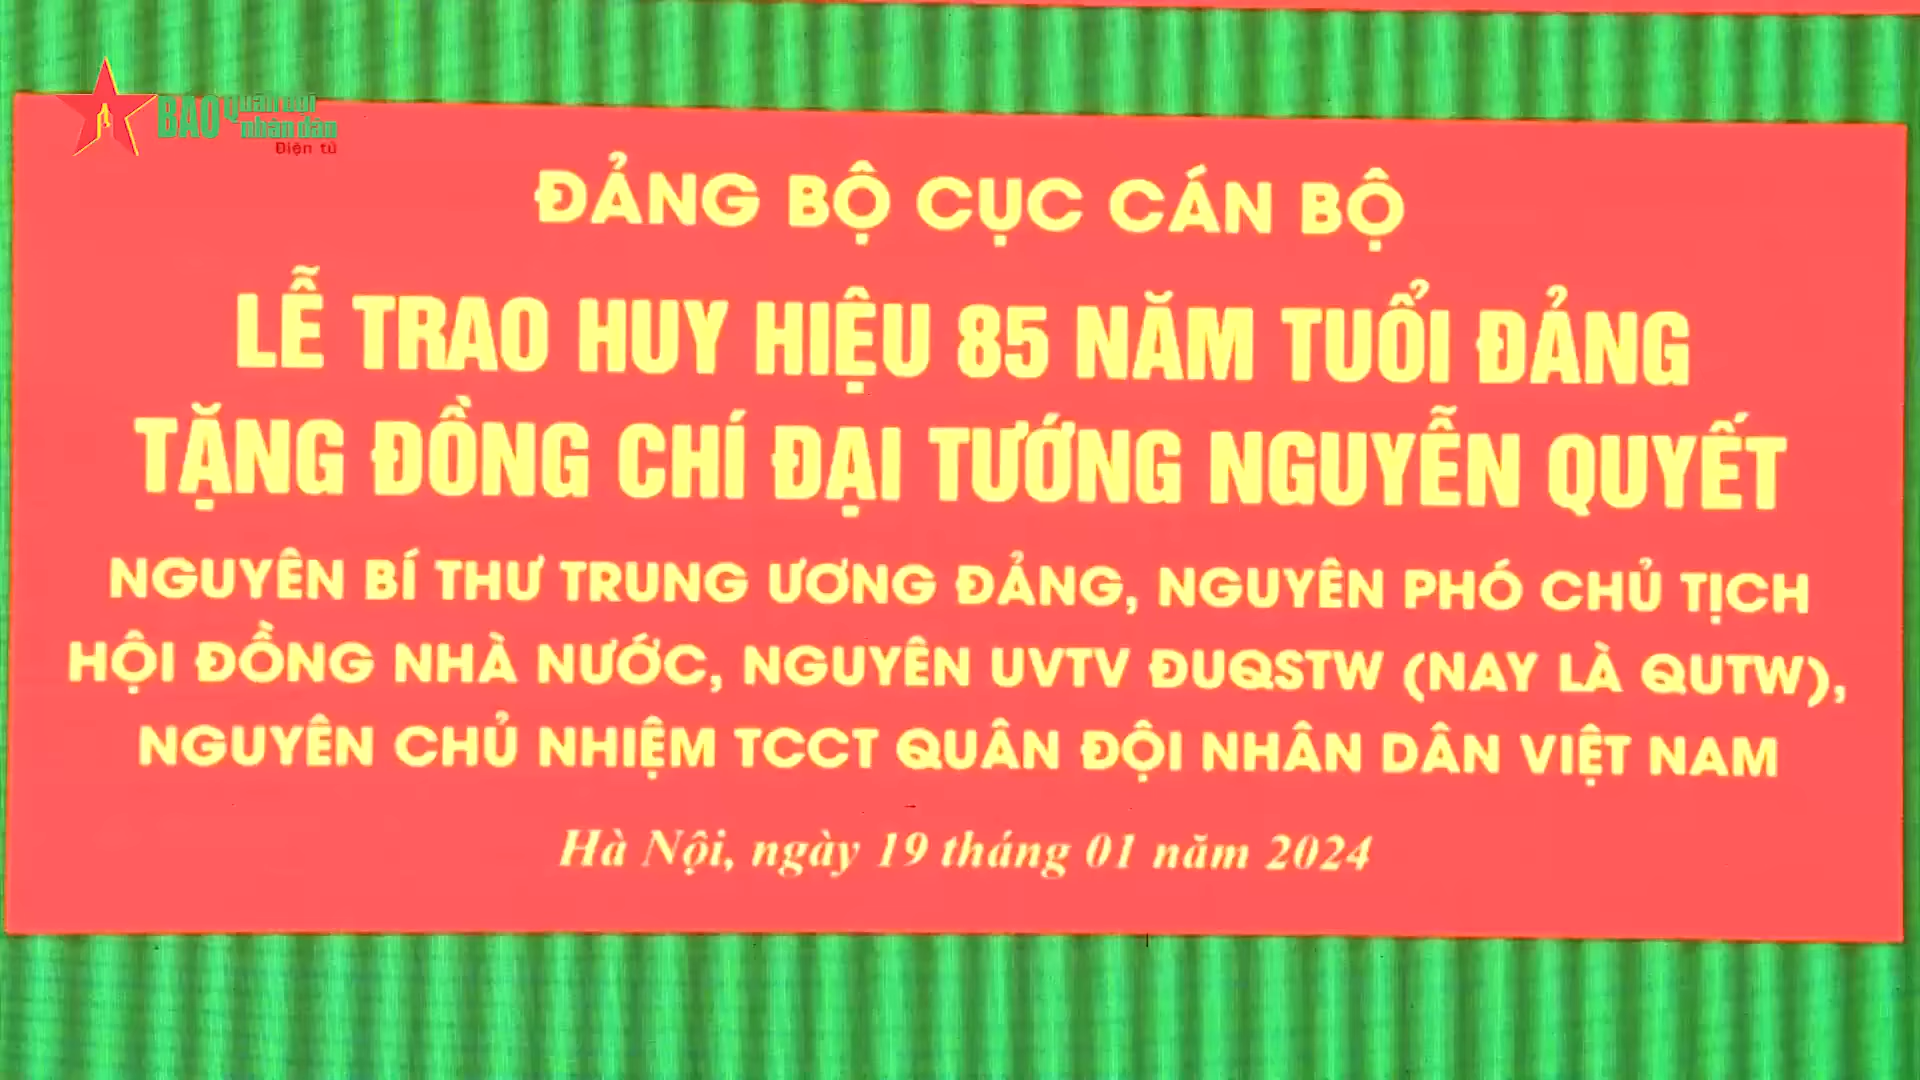 BÁO Quân đội
nhân dân
Điện tử
ĐẢNG BỘ CỤC CÁN BỘ
LỄ TRAO HUY HIỆU 85 NĂM TUỔI ĐẢNG
TẶNG ĐỒNG CHÍ ĐẠI TƯỚNG NGUYỄN QUYẾT
NGUYÊN BÍ THƯ TRUNG ƯƠNG ĐẢNG, NGUYÊN PHÓ CHỦ TỊCH
HỘI ĐỒNG NHÀ NƯỚC, NGUYÊN UVTV ĐUQSTW (NAY LÀ QUTW),
NGUYÊN CHỦ NHIỆM TCCT QUÂN ĐỘI NHÂN DÂN VIỆT NAM
Hà Nội, ngày 19 tháng 01 năm 2024